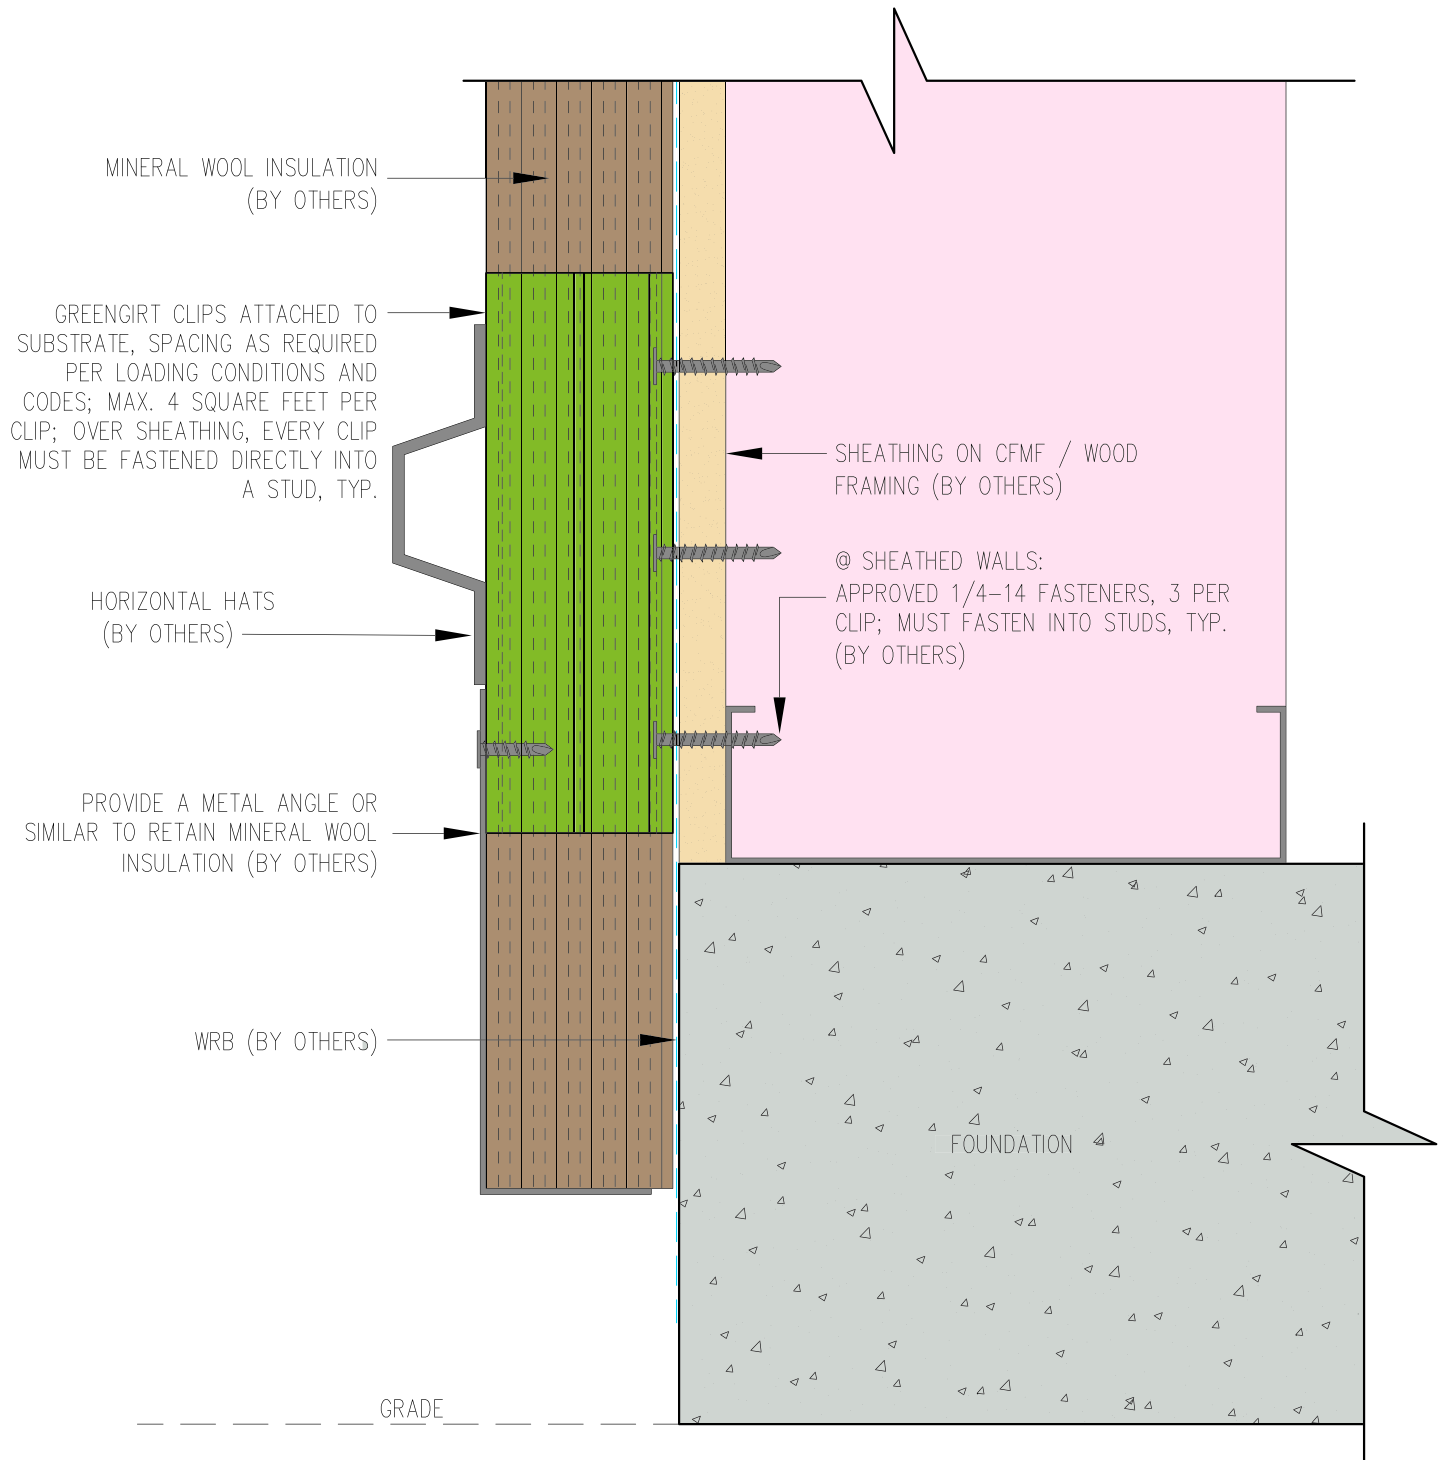 MINERAL WOOL INSULATION
(BY OTHERS)
GREENGIRT CLIPS ATTACHED TO
SUBSTRATE, SPACING AS REQUIRED
PER LOADING CONDITIONS AND
CODES; MAX. 4 SQUARE FEET PER
CLIP; OVER SHEATHING, EVERY CLIP
MUST BE FASTENED DIRECTLY INTO
A STUD, TYP.
SHEATHING ON CFMF / WOOD
FRAMING (BY OTHERS)
@ SHEATHED WALLS:
APPROVED 1/4-14 FASTENERS, 3 PER
CLIP; MUST FASTEN INTO STUDS, TYP.
(BY OTHERS)
HORIZONTAL HATS
(BY OTHERS)
PROVIDE A METAL ANGLE OR
SIMILAR TO RETAIN MINERAL WOOL
INSULATION (BY OTHERS)
WRB (BY OTHERS)
FOUNDATION
GRADE